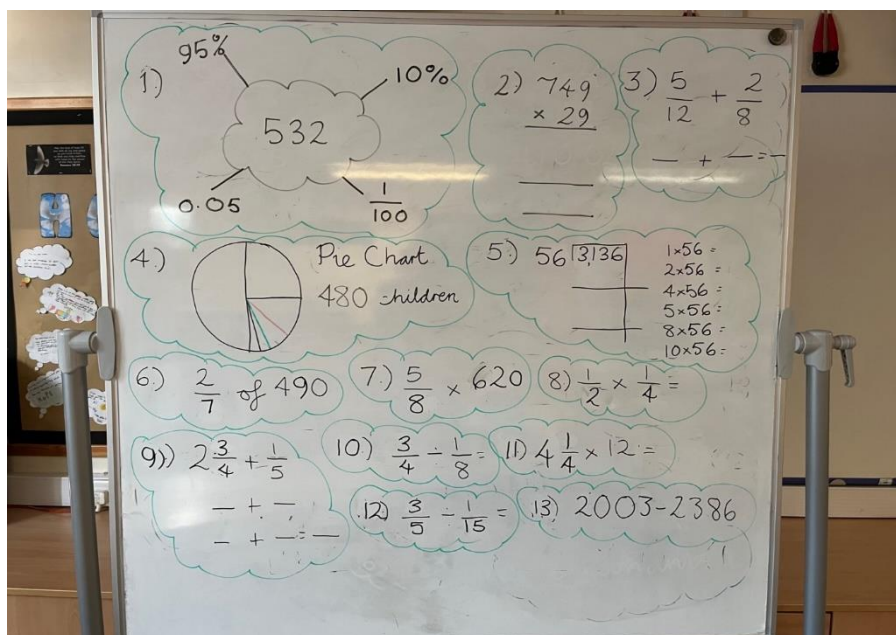 1.)
95%
10%
532
0.05
1/100
2.) 749
× 29
3) 5/12 + 2/8
— + — = —
4.) Pie Chart
480 children
5.) 56 3,136
1×56 =
2×56 =
4×56 =
5×56 =
8×56 =
10×56=
6.) 2/7 of 490
7.) 5/8 × 620
8) 1/2 × 1/4 =
9)) 2 3/4 + 1/5
— + —
— + — = —
10.) 3/4 - 1/8 =
11) 4 1/4 × 12 =
12) 3/5 - 1/15 =
13) 2003-2386